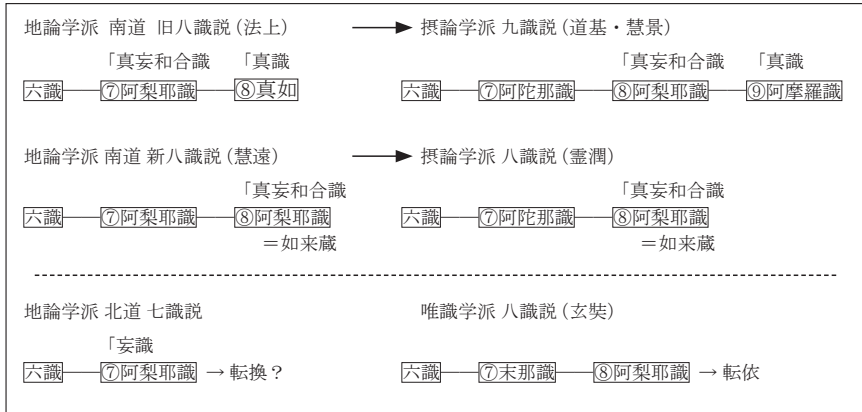 地論学派 南道 旧八識説(法上) → 摂論学派 九識説(道基・慧景)
「真妄和合識 「真識 「真妄和合識 「真識
六識 ⑦阿梨耶識 ⑧真如 六識 ⑦阿陀那識 ⑧阿梨耶識 ⑨阿摩羅識
地論学派 南道 新八識説(慧遠) → 摂論学派 八識説(霊潤)
「真妄和合識 「真妄和合識
六識 ⑦阿梨耶識 ⑧阿梨耶識 六識 ⑦阿陀那識 ⑧阿梨耶識
＝如来蔵 ＝如来蔵
地論学派 北道 七識説 唯識学派 八識説(玄奘)
「妄識
六識 ⑦阿梨耶識 → 転換？ 六識 ⑦末那識 ⑧阿梨耶識 → 転依